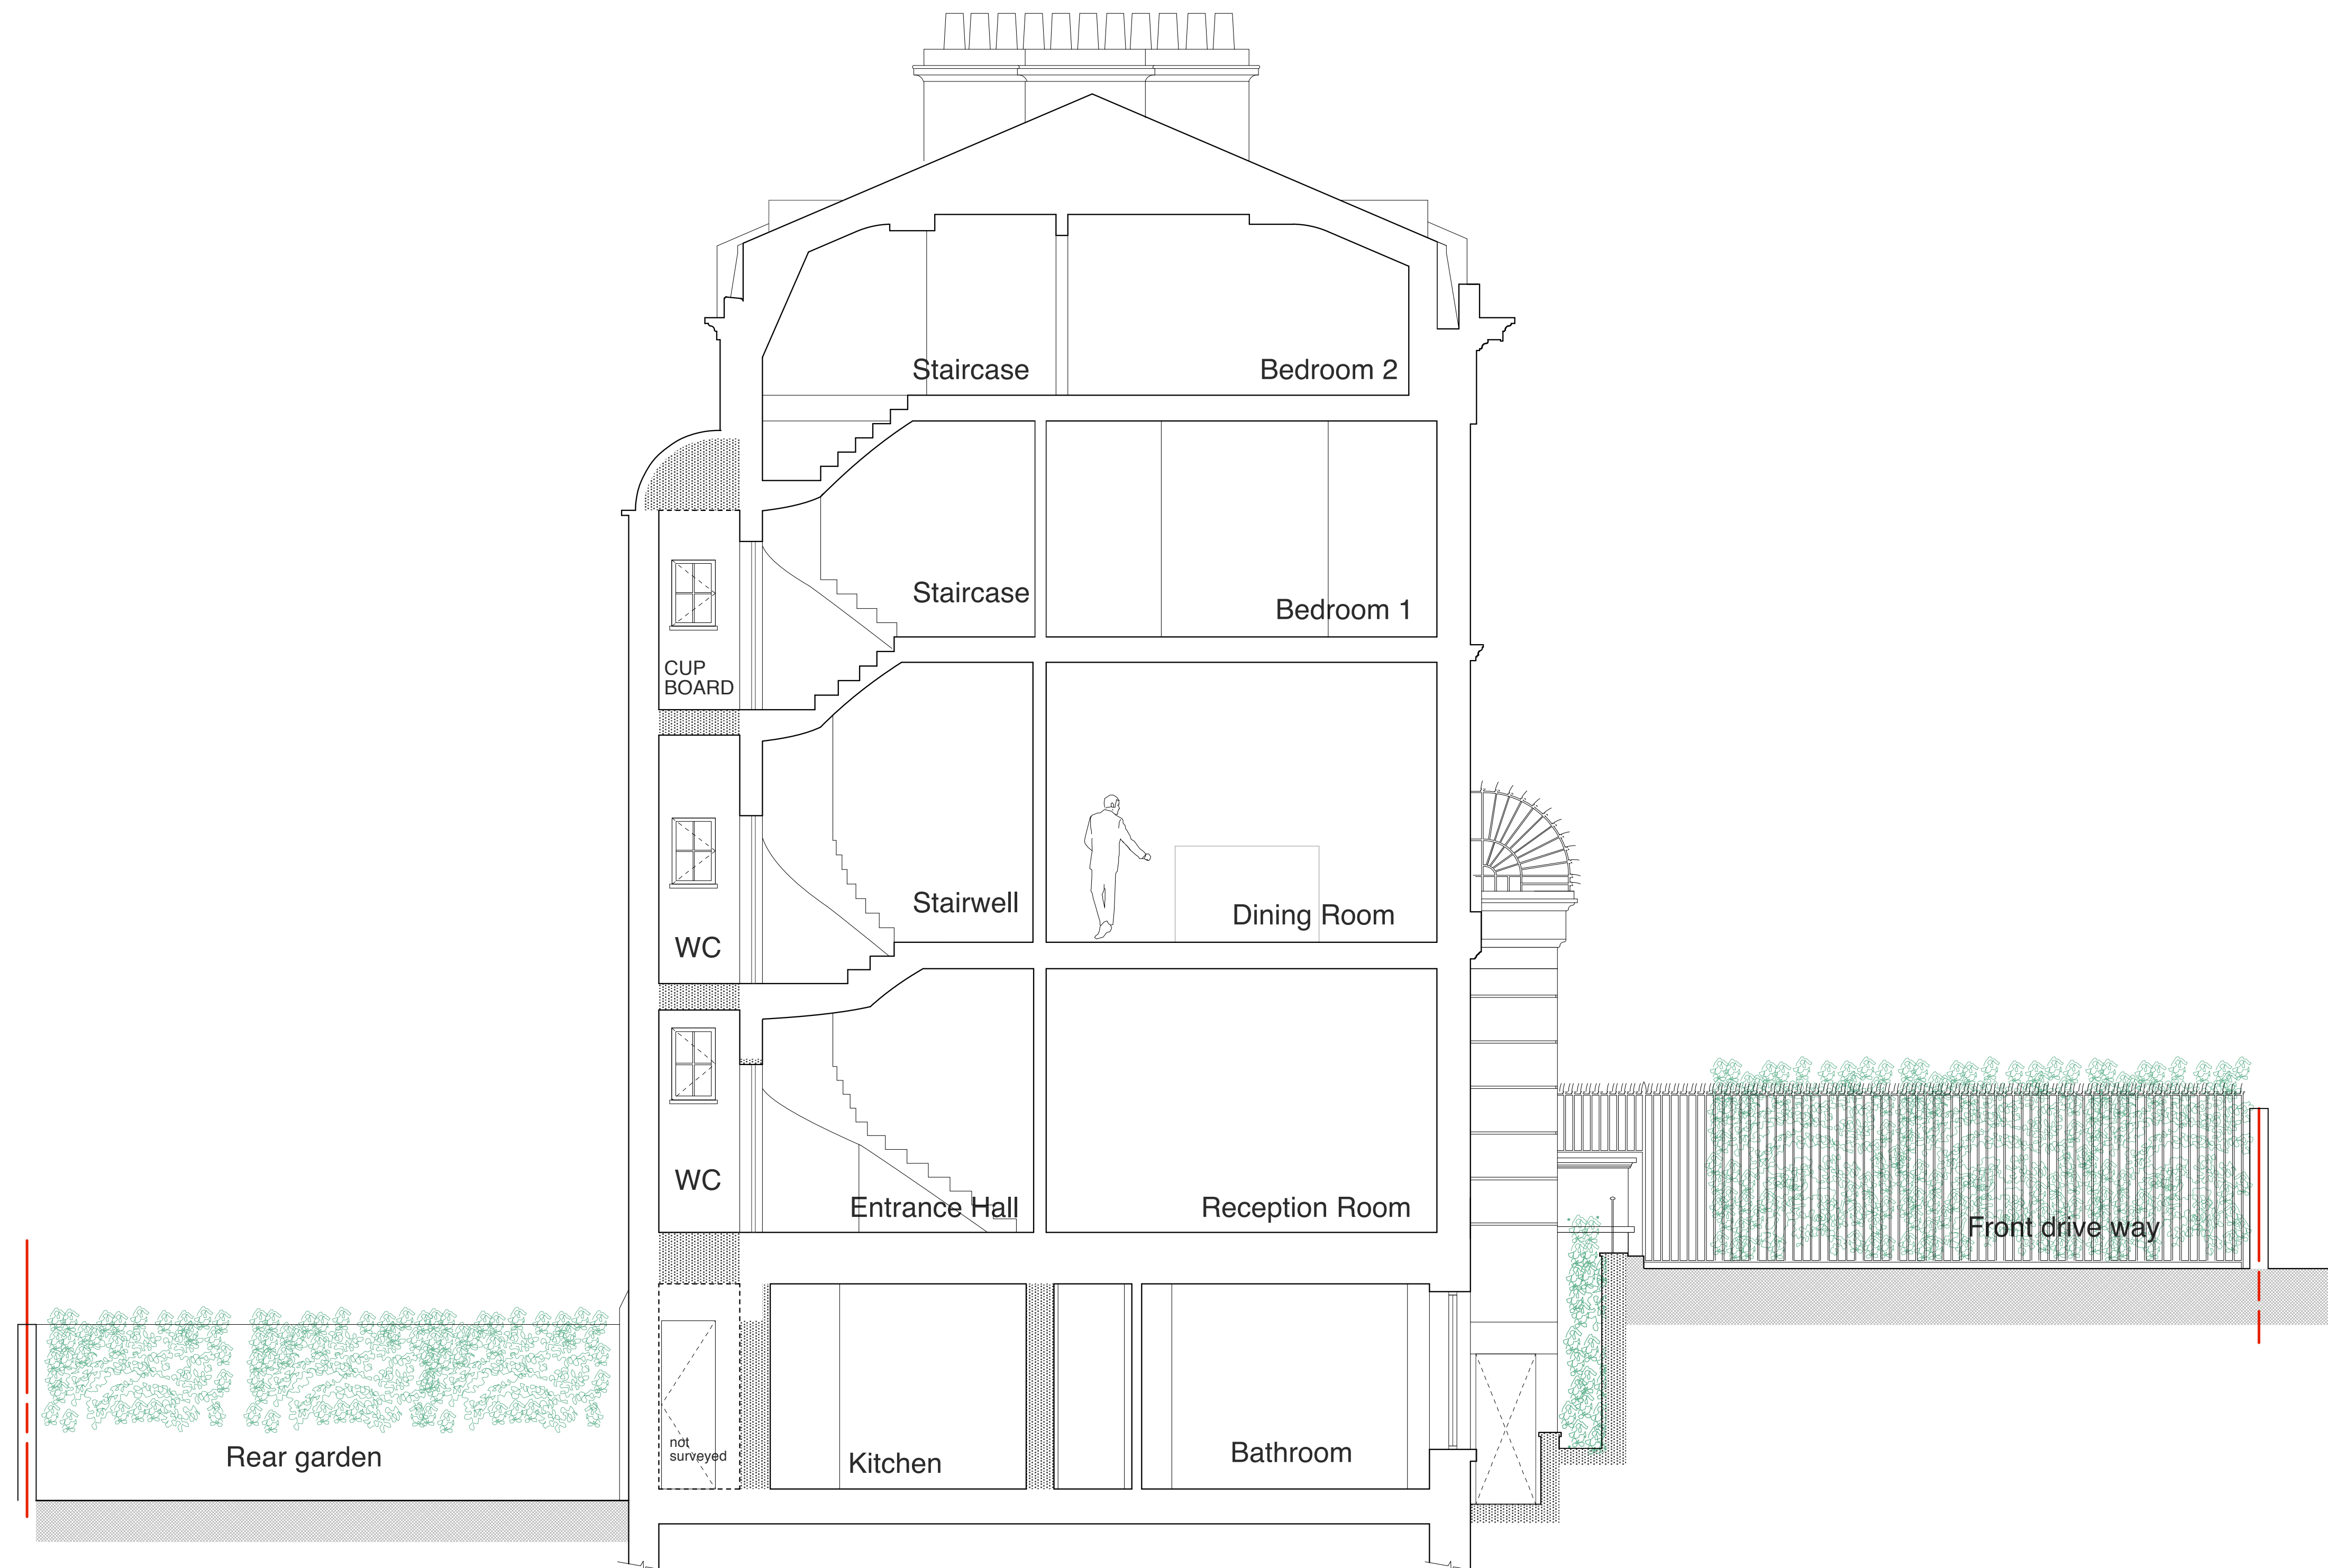 Staircase
Bedroom 2
Staircase
Bedroom 1
CUP
BOARD
Stairwell
Dining Room
WC
WC
Entrance Hall
Reception Room
Front drive way
not
surveyed
Rear garden
Kitchen
Bathroom